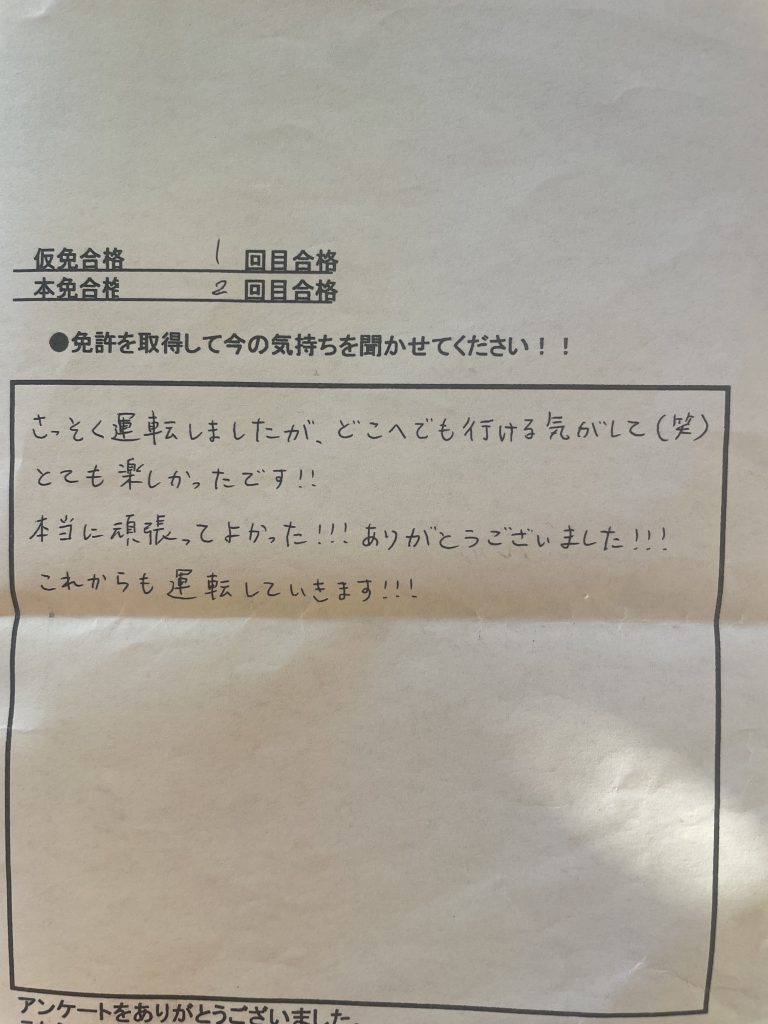 仮免合格 1 回目合格
本免合格 2 回目合格
●免許を取得して今の気持ちを聞かせてください！！
さっそく運転しましたが、どこへでも行ける気がして(笑)
とても楽しかったです!!
本当に頑張ってよかった!!! ありがとうございました!!!
これからも運転していきます!!!
アンケートをありがとうございました。